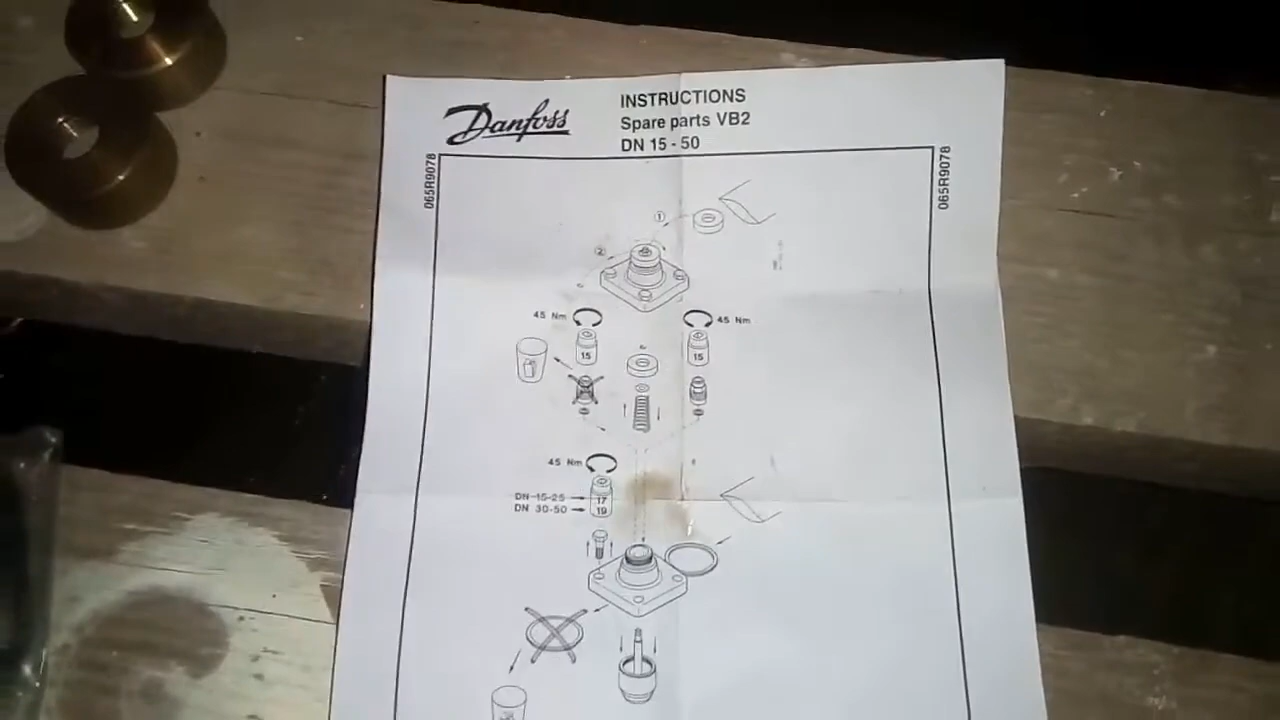 Danfoss
INSTRUCTIONS
Spare parts VB2
DN 15 - 50
065R9078
065R9078
1
2
45 Nm
45 Nm
15
15
45 Nm
DN 15-25
17
DN 30-50
19